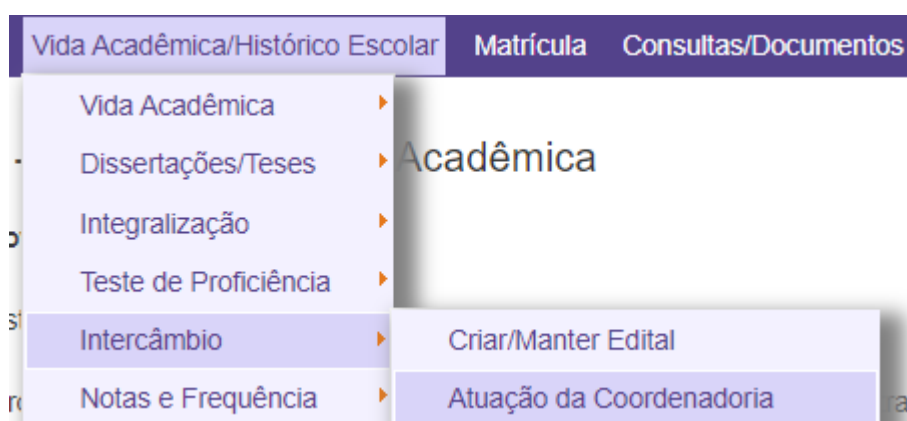 Vida Acadêmica/Histórico Escolar Matrícula Consultas/Documentos
Vida Acadêmica
Acadêmica
Dissertações/Teses
Integralização
Teste de Proficiência
Intercâmbio
Criar/Manter Edital
Notas e Frequência
Atuação da Coordenadoria